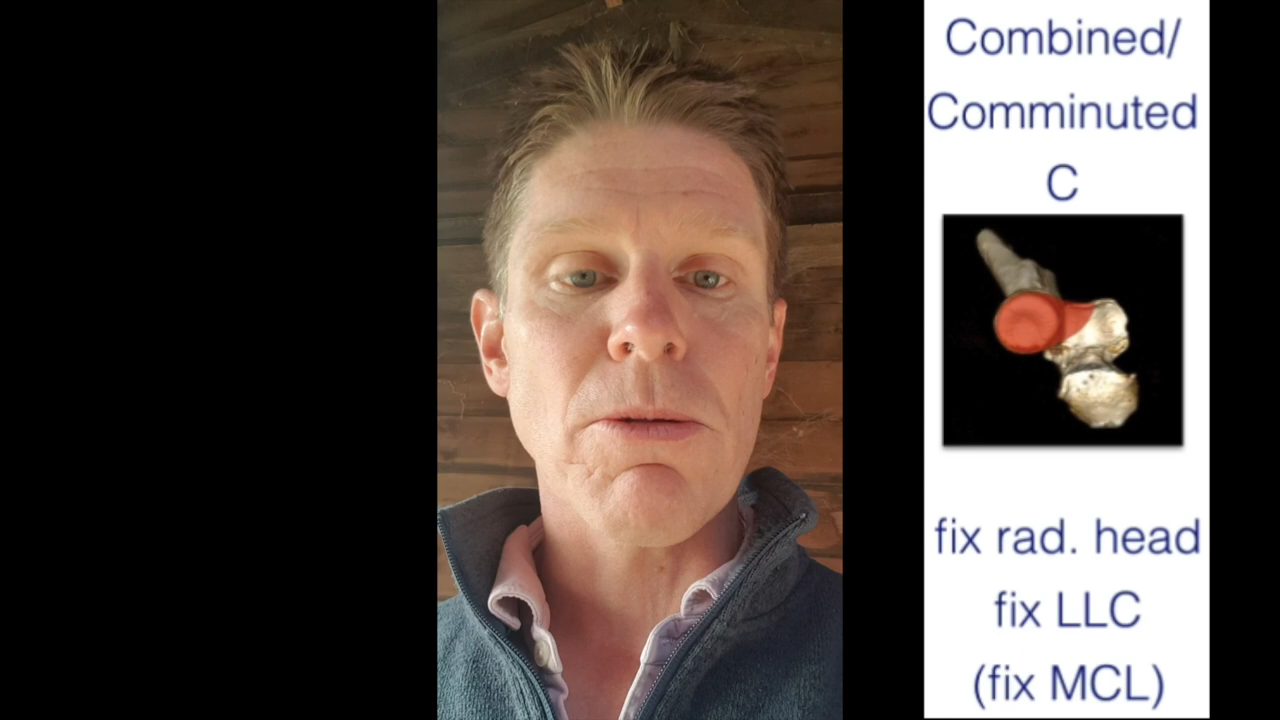 Combined/
Comminuted
C
fix rad. head
fix LLC
(fix MCL)